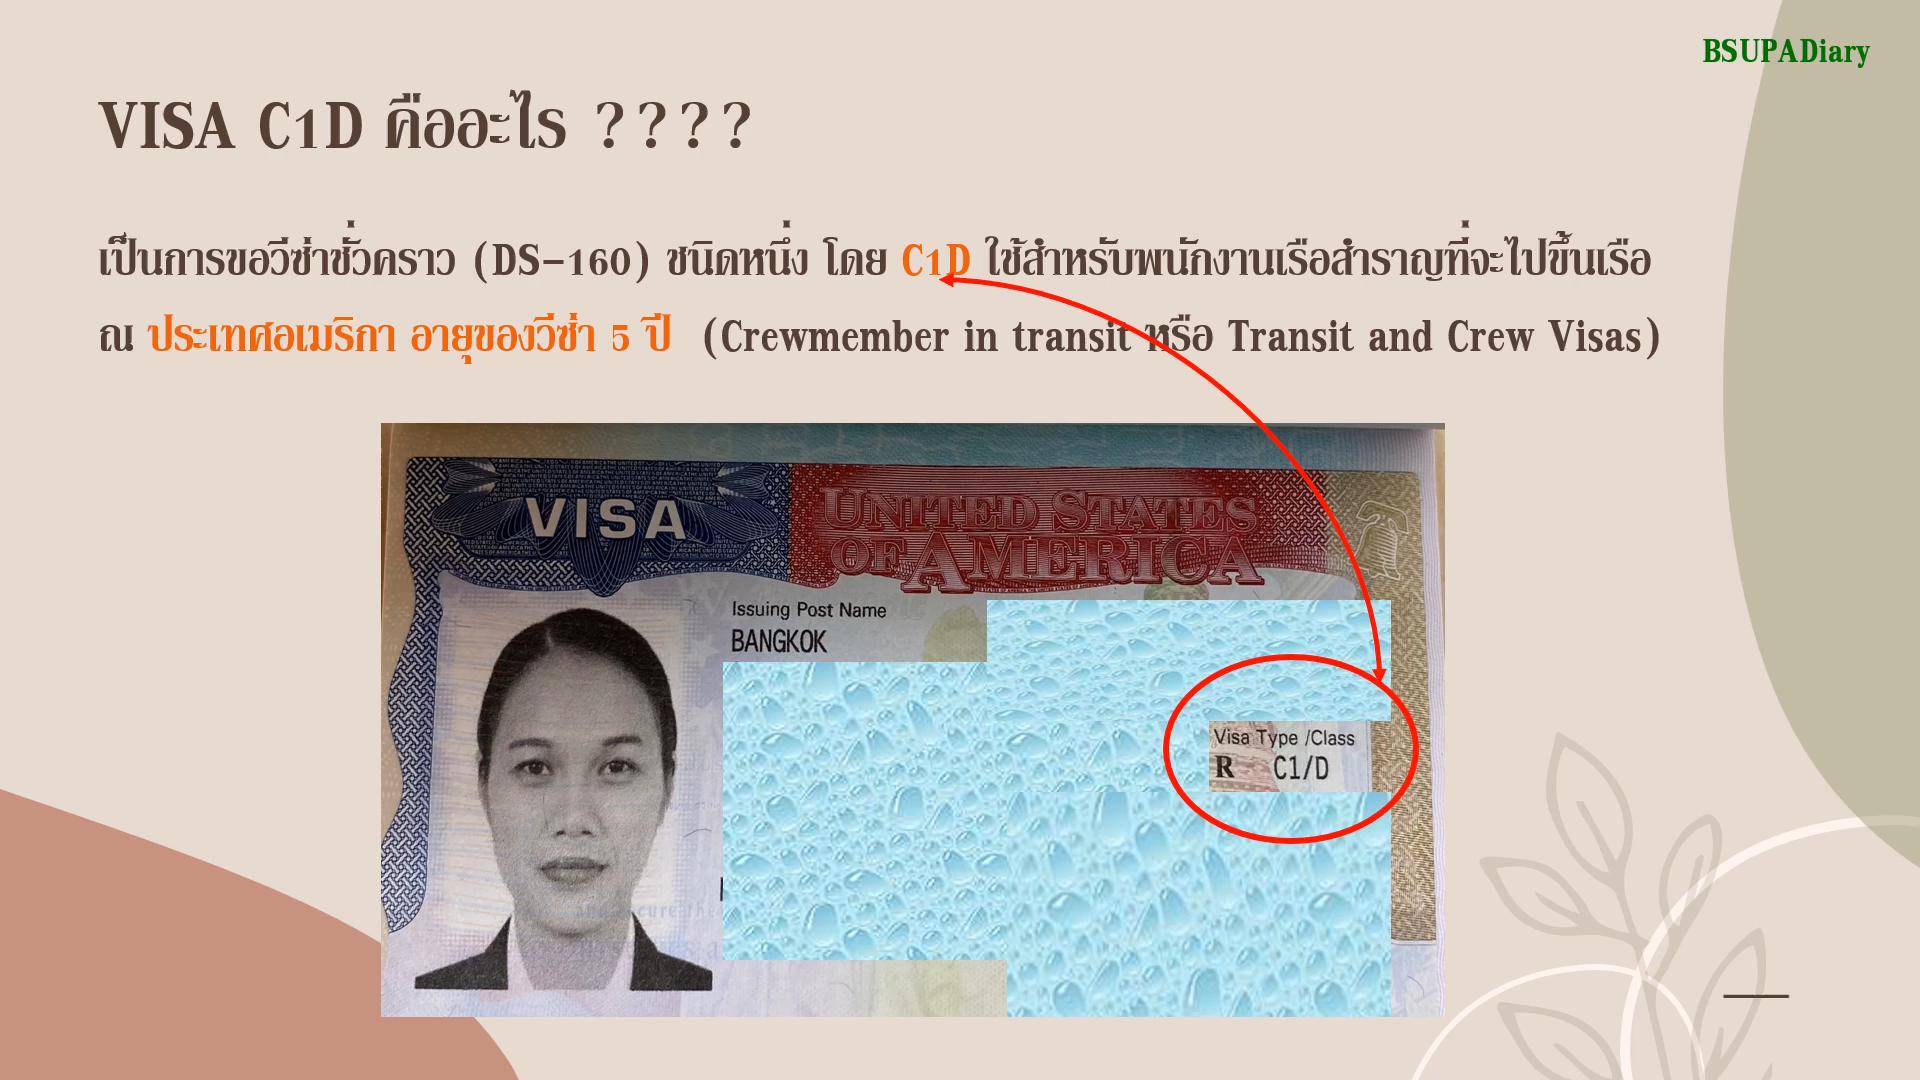 BSUPADiary
VISA C1D คืออะไร ????
เป็นการขอวีซ่าชั่วคราว (DS-160) ชนิดหนึ่ง โดย C1D ใช้สำหรับพนักงานเรือสำราญที่จะไปขึ้นเรือ
ณ ประเทศอเมริกา อายุของวีซ่า 5 ปี (Crewmember in transit หรือ Transit and Crew Visas)
VISA
UNITED STATES
OF AMERICA
Issuing Post Name
BANGKOK
Visa Type /Class
R C1/D